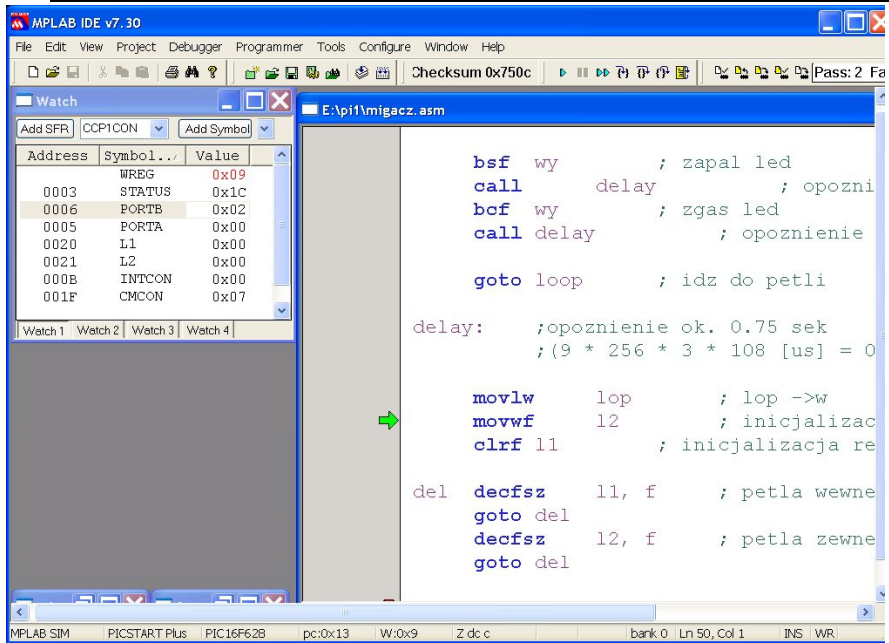 MPLAB IDE v7.30
File Edit View Project Debugger Programmer Tools Configure Window Help
Checksum 0x750c Pass: 2 Fa
Watch
E:\pi1\migacz.asm
Add SFR CCP1CON Add Symbol
Address Symbol... Value
WREG 0x09
0003 STATUS 0x1C
0006 PORTB 0x02
0005 PORTA 0x00
0020 L1 0x00
0021 L2 0x00
000B INTCON 0x00
001F CMCON 0x07
Watch 1 Watch 2 Watch 3 Watch 4
bsf wy ; zapal led
call delay ; opozni
bcf wy ; zgas led
call delay ; opoznienie
goto loop ; idz do petli
delay: ;opoznienie ok. 0.75 sek
;(9 * 256 * 3 * 108 [us] = 0
movlw lop ; lop ->w
movwf l2 ; inicjalizac
clrf l1 ; inicjalizacja re
del decfsz l1, f ; petla wewne
goto del
decfsz l2, f ; petla zewne
goto del
MPLAB SIM PICSTART Plus PIC16F628 pc:0x13 W:0x9 Z dc c bank 0 Ln 50, Col 1 INS WR